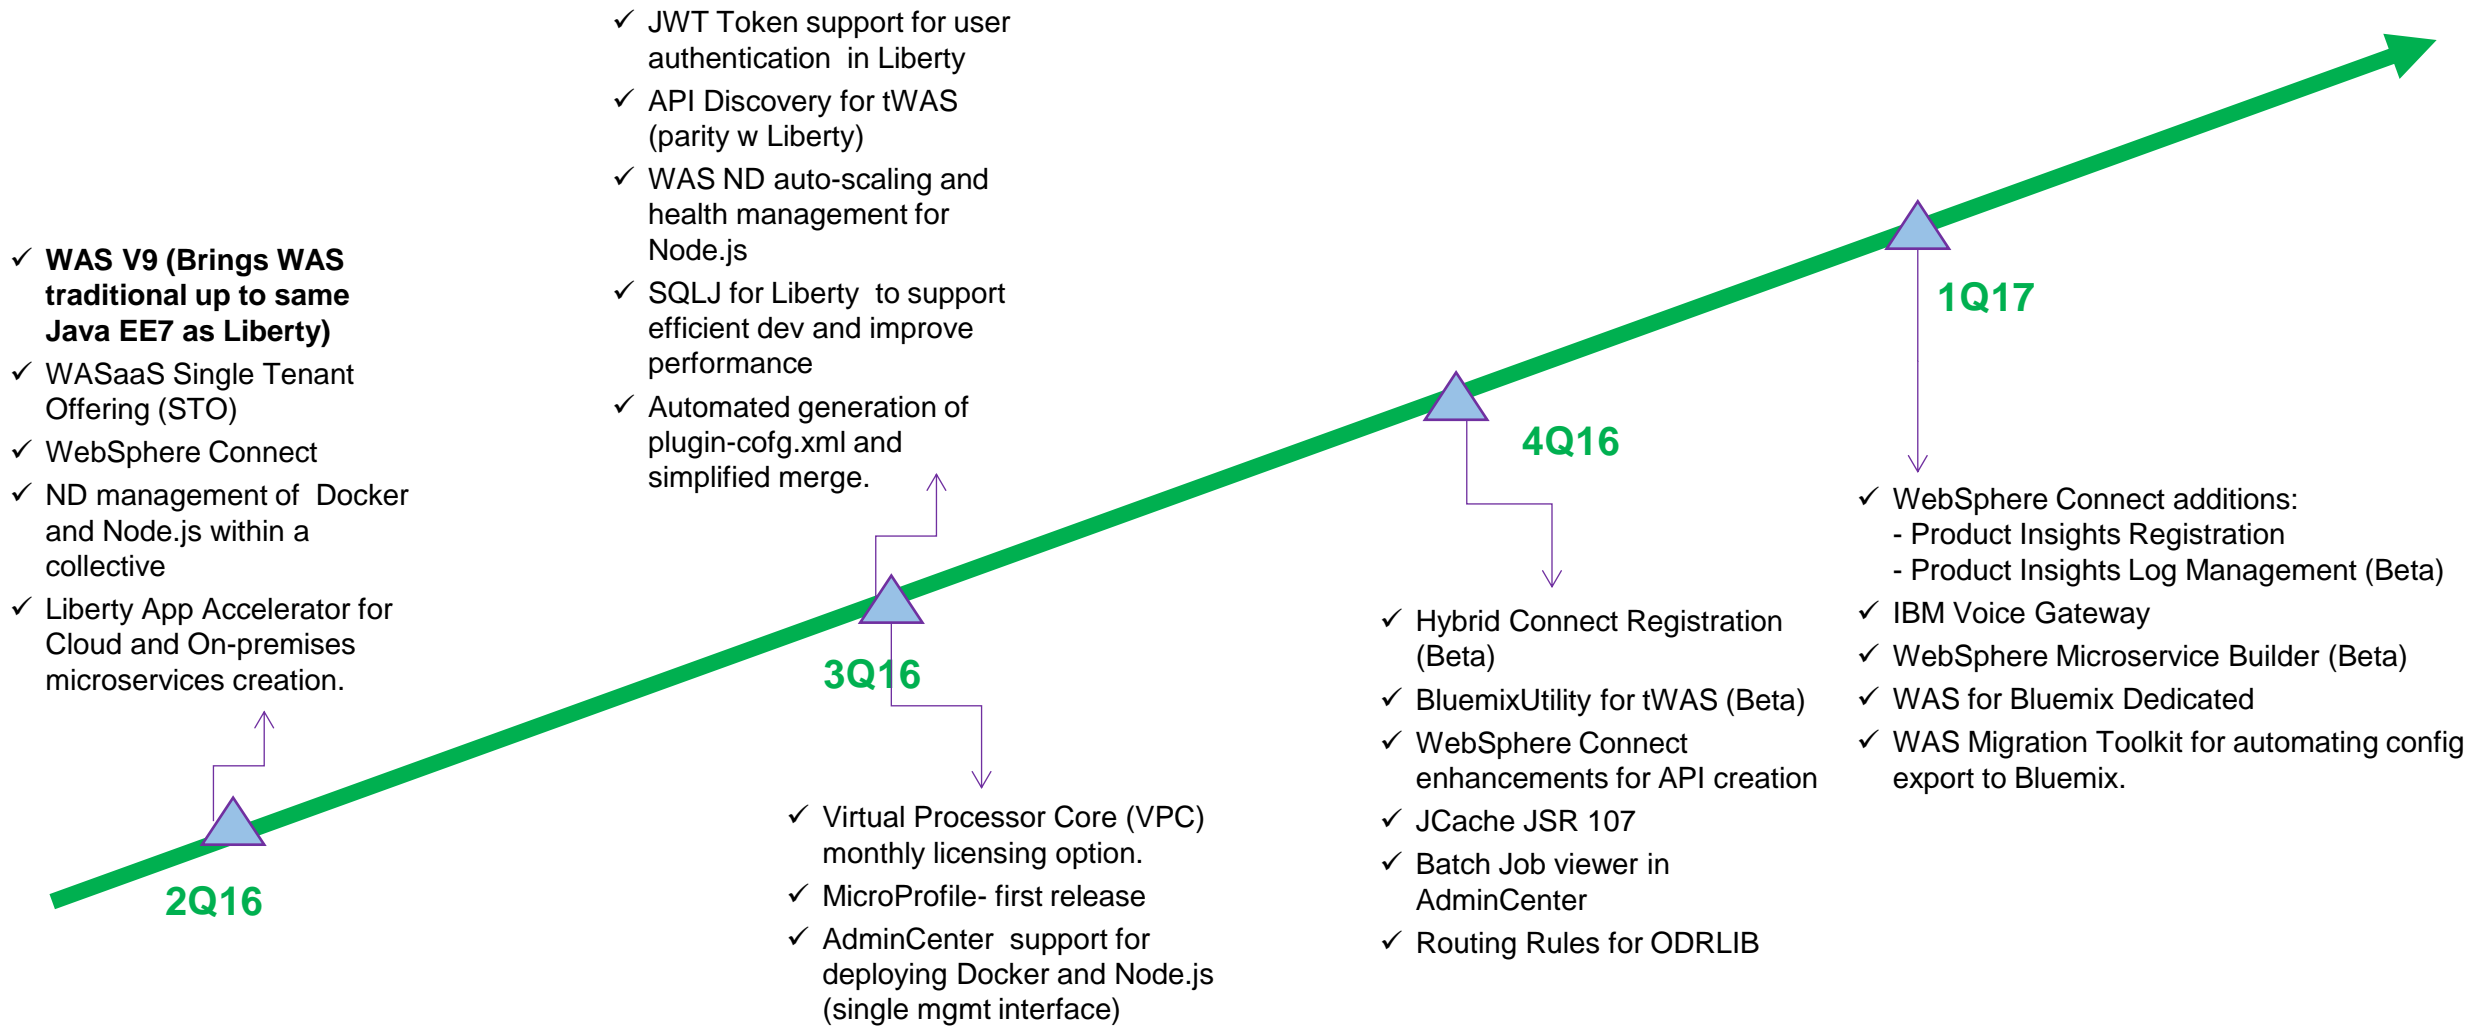 ✓ WAS V9 (Brings WAS
traditional up to same
Java EE7 as Liberty)
✓ WASaaS Single Tenant
Offering (STO)
✓ WebSphere Connect
✓ ND management of Docker
and Node.js within a
collective
✓ Liberty App Accelerator for
Cloud and On-premises
microservices creation.
2Q16
✓ JWT Token support for user
authentication in Liberty
✓ API Discovery for tWAS
(parity w Liberty)
✓ WAS ND auto-scaling and
health management for
Node.js
✓ SQLJ for Liberty to support
efficient dev and improve
performance
✓ Automated generation of
plugin-cofg.xml and
simplified merge.
3Q16
✓ Virtual Processor Core (VPC)
monthly licensing option.
✓ MicroProfile- first release
✓ AdminCenter support for
deploying Docker and Node.js
(single mgmt interface)
4Q16
✓ Hybrid Connect Registration
(Beta)
✓ BluemixUtility for tWAS (Beta)
✓ WebSphere Connect
enhancements for API creation
✓ JCache JSR 107
✓ Batch Job viewer in
AdminCenter
✓ Routing Rules for ODRLIB
1Q17
✓ WebSphere Connect additions:
- Product Insights Registration
- Product Insights Log Management (Beta)
✓ IBM Voice Gateway
✓ WebSphere Microservice Builder (Beta)
✓ WAS for Bluemix Dedicated
✓ WAS Migration Toolkit for automating config
export to Bluemix.